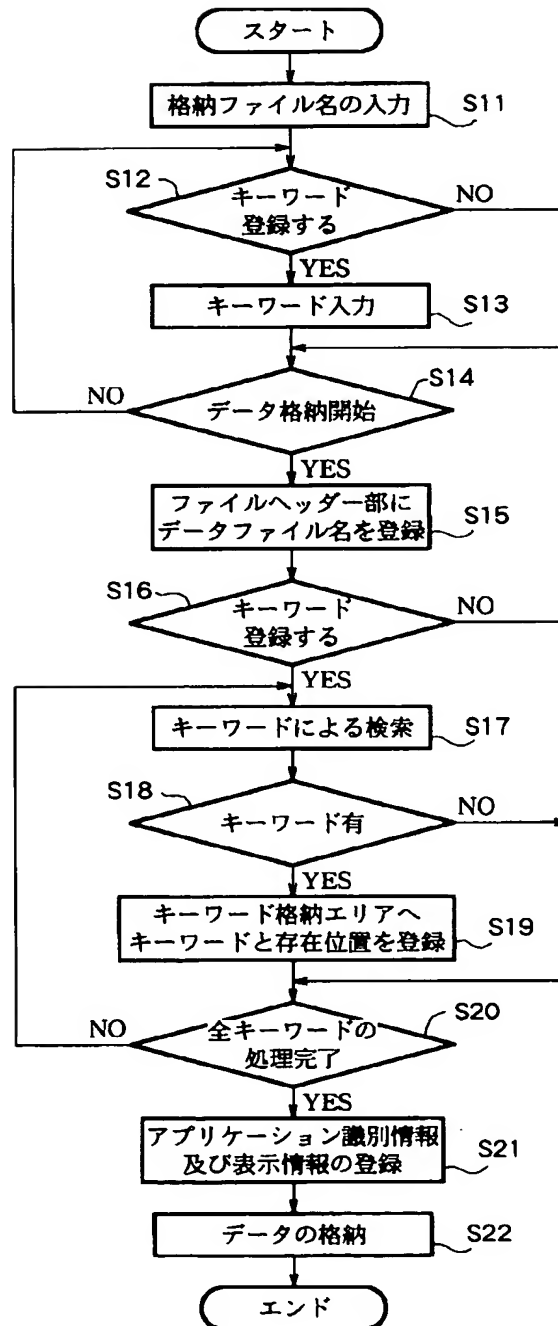 スタート
格納ファイル名の入力
S11
S12
キーワード
登録する
NO
YES
キーワード入力
S13
S14
NO
データ格納開始
YES
ファイルヘッダー部に
データファイル名を登録
S15
S16
キーワード
登録する
NO
YES
キーワードによる検索
S17
S18
キーワード有
NO
YES
キーワード格納エリアへ
キーワードと存在位置を登録
S19
S20
NO
全キーワードの
処理完了
YES
アプリケーション識別情報
及び表示情報の登録
S21
データの格納
S22
エンド